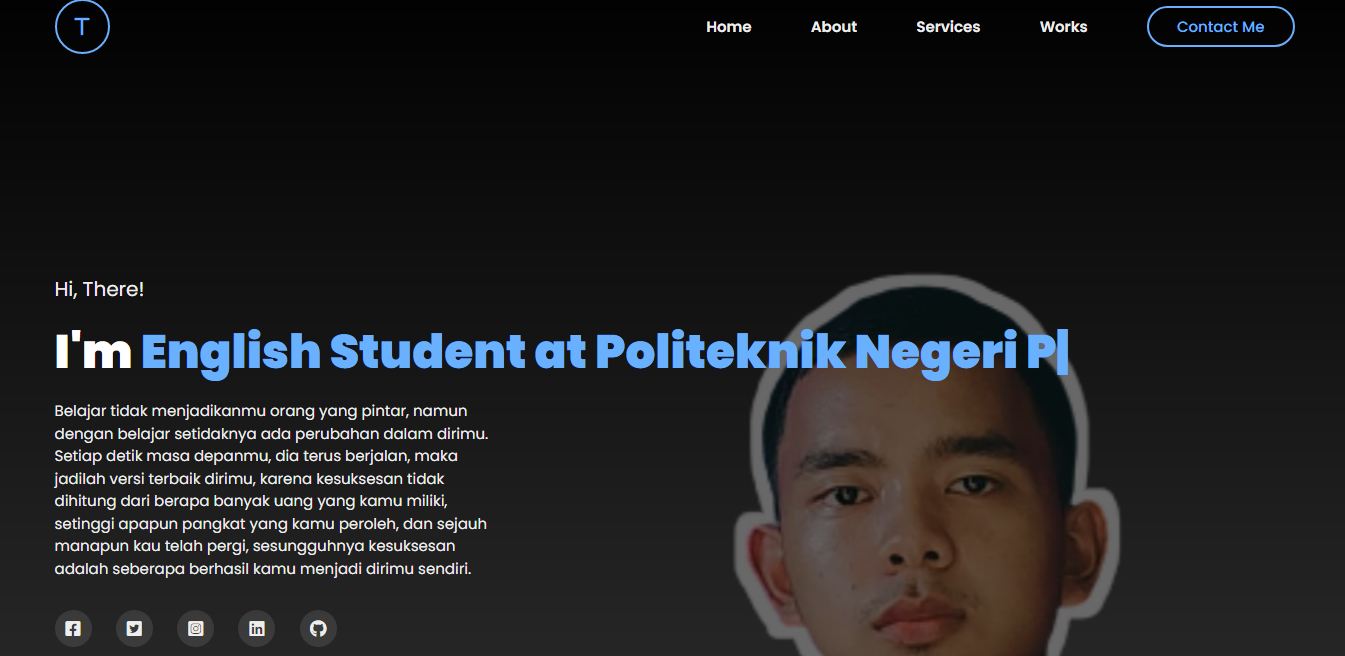 T
Home About Services Works Contact Me
Hi, There!
I'm English Student at Politeknik Negeri P|
Belajar tidak menjadikanmu orang yang pintar, namun
dengan belajar setidaknya ada perubahan dalam dirimu.
Setiap detik masa depanmu, dia terus berjalan, maka
jadilah versi terbaik dirimu, karena kesuksesan tidak
dihitung dari berapa banyak uang yang kamu miliki,
setinggi apapun pangkat yang kamu peroleh, dan sejauh
manapun kau telah pergi, sesungguhnya kesuksesan
adalah seberapa berhasil kamu menjadi dirimu sendiri.